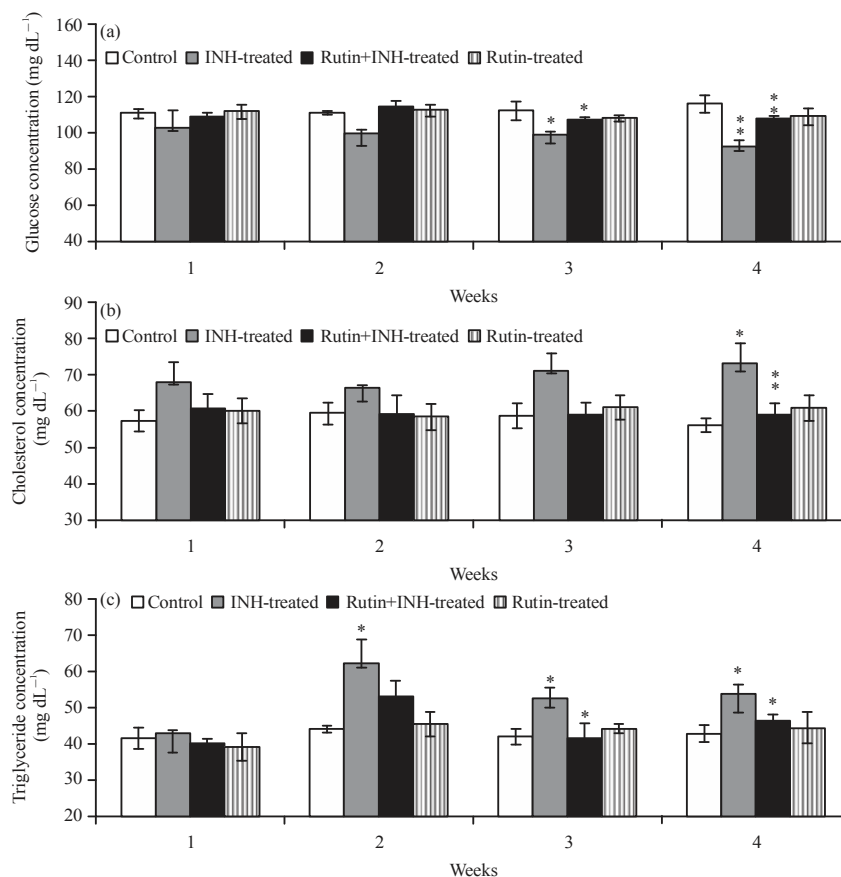 (a)
Control INH-treated Rutin+INH-treated Rutin-treated
Glucose concentration (mg dL⁻¹)
160
140
120
100
80
60
40
* *
* * * *
1 2 3 4
Weeks
(b)
Control INH-treated Rutin+INH-treated Rutin-treated
Cholesterol concentration
(mg dL⁻¹)
90
80
70
60
50
40
30
*
* *
1 2 3 4
Weeks
(c)
Control INH-treated Rutin+INH-treated Rutin-treated
Triglyceride concentration
(mg dL⁻¹)
80
70
60
50
40
30
20
* * * * *
1 2 3 4
Weeks